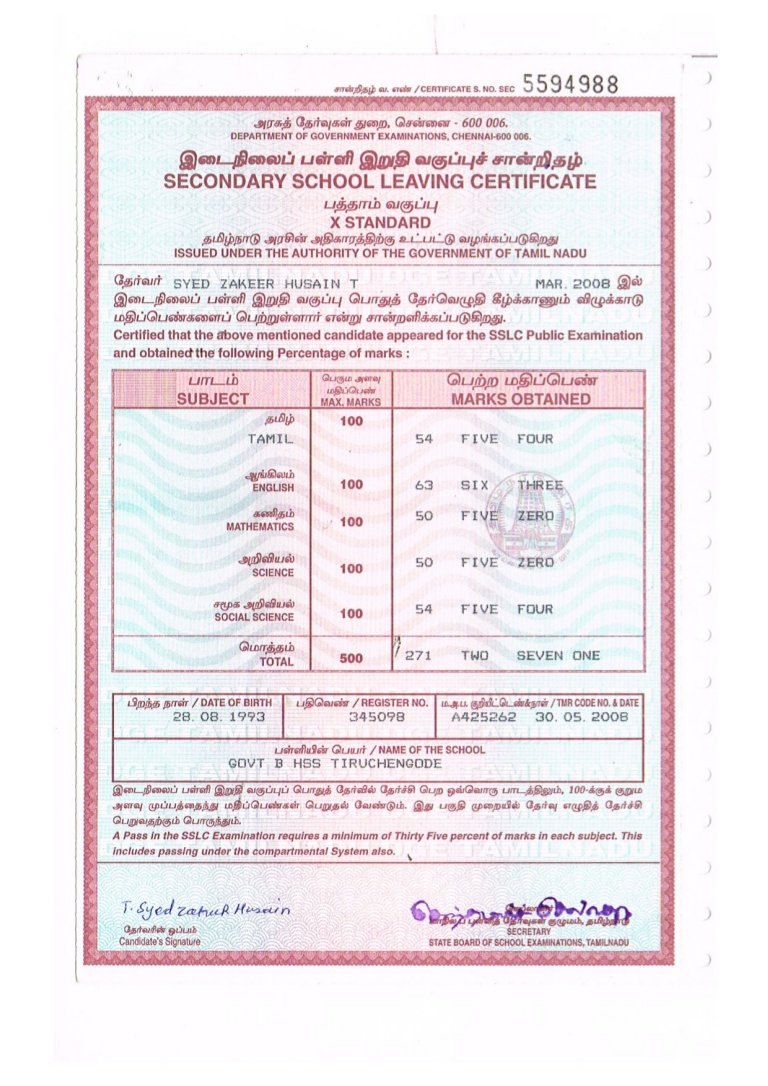 சான்றிதழ் வ. எண் / CERTIFICATE S. NO. SEC 5594988
அரசுத் தேர்வுகள் துறை, சென்னை - 600 006.
DEPARTMENT OF GOVERNMENT EXAMINATIONS, CHENNAI-600 006.
இடைநிலைப் பள்ளி இறுதி வகுப்புச் சான்றிதழ்
SECONDARY SCHOOL LEAVING CERTIFICATE
பத்தாம் வகுப்பு
X STANDARD
தமிழ்நாடு அரசின் அதிகாரத்திற்கு உட்பட்டு வழங்கப்படுகிறது
ISSUED UNDER THE AUTHORITY OF THE GOVERNMENT OF TAMIL NADU
தேர்வர் SYED ZAKEER HUSAIN T MAR. 2008 இல்
இடைநிலைப் பள்ளி இறுதி வகுப்பு பொதுத் தேர்வெழுதி கீழ்க்காணும் விழுக்காடு
மதிப்பெண்களைப் பெற்றுள்ளார் என்று சான்றளிக்கப்படுகிறது.
Certified that the above mentioned candidate appeared for the SSLC Public Examination
and obtained the following Percentage of marks :
பாடம் பெரும அளவு பெற்ற மதிப்பெண்
மதிப்பெண்
SUBJECT MAX. MARKS MARKS OBTAINED
தமிழ் 100
TAMIL 54 FIVE FOUR
ஆங்கிலம்
ENGLISH 100 63 SIX THREE
கணிதம் 50 FIVE ZERO
MATHEMATICS 100
அறிவியல் 50 FIVE ZERO
SCIENCE 100
சமூக அறிவியல் 54 FIVE FOUR
SOCIAL SCIENCE 100
மொத்தம்
TOTAL 500 271 TWO SEVEN ONE
பிறந்த நாள் / DATE OF BIRTH பதிவெண் / REGISTER NO. ம.அ.ப. குறியீட்டெண்&நாள் / TMR CODE NO. & DATE
28. 08. 1993 345098 A425262 30. 05. 2008
பள்ளியின் பெயர் / NAME OF THE SCHOOL
GOVT B HSS TIRUCHENGODE
இடைநிலைப் பள்ளி இறுதி வகுப்புப் பொதுத் தேர்வில் தேர்ச்சி பெற ஒவ்வொரு பாடத்திலும், 100-க்குக் குறும
அளவு முப்பத்தைந்து மதிப்பெண்கள் பெறுதல் வேண்டும். இது பகுதி முறையில் தேர்வு எழுதித் தேர்ச்சி
பெறுவதற்கும் பொருந்தும்.
A Pass in the SSLC Examination requires a minimum of Thirty Five percent of marks in each subject. This
includes passing under the compartmental System also.
T. Syed zakeer Husain
தேர்வரின் ஒப்பம்
Candidate's Signature
பள்ளித் தேர்வுகள் குழுமம், தமிழ்நாடு
SECRETARY
STATE BOARD OF SCHOOL EXAMINATIONS, TAMILNADU